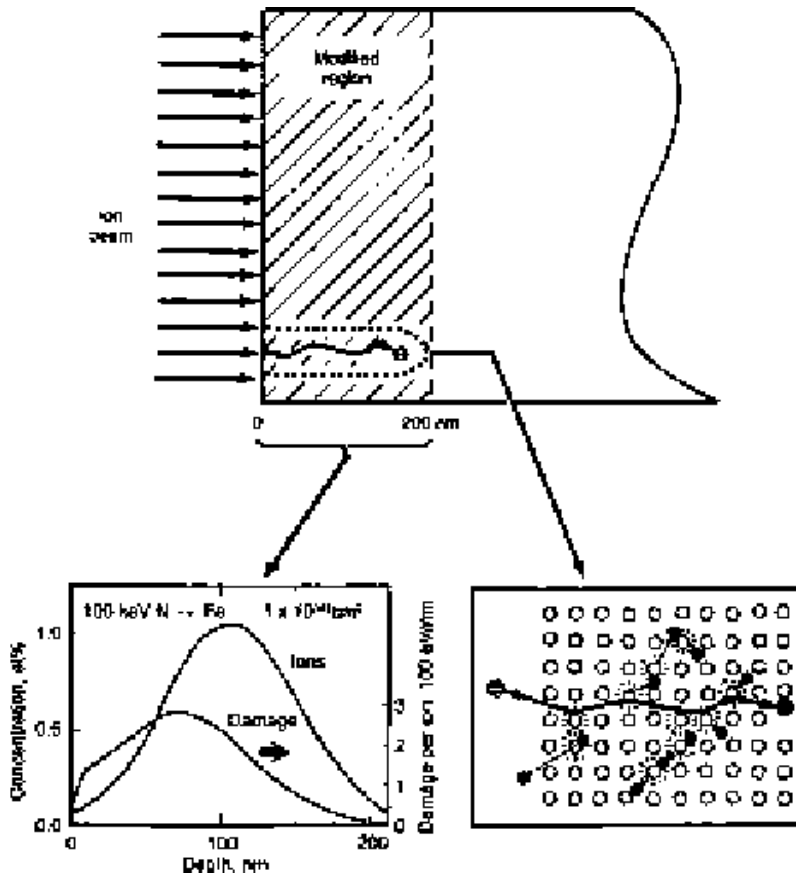 Modified
region
Ion
beam
0
200 nm
100 keV N → Fe
Ions
Damage
Concentration, at%
1.0
0.5
0.0
Damage per ion, 100 eV/nm
3
2
1
0
0
100
200
Depth, nm